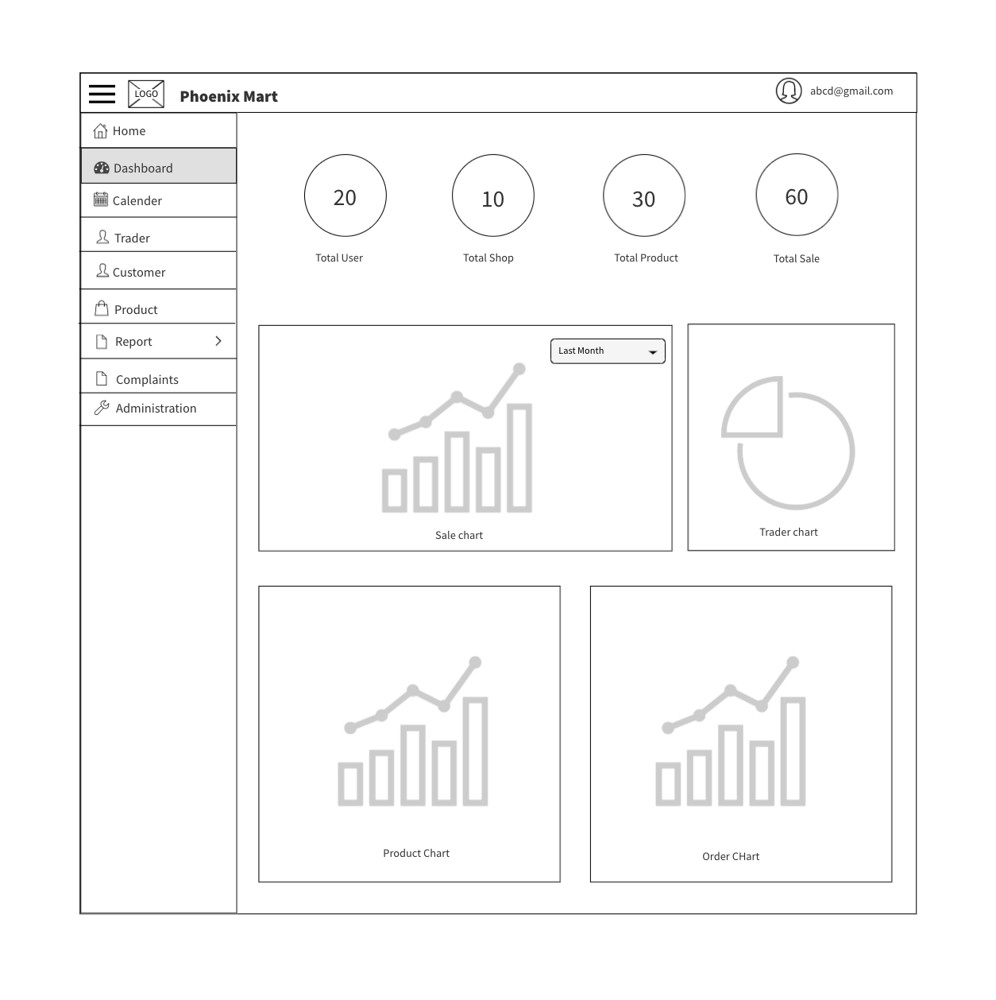 LOGO
Phoenix Mart
abcd@gmail.com
Home
Dashboard
Calender
Trader
Customer
Product
Report
Complaints
Administration
20
10
30
60
Total User
Total Shop
Total Product
Total Sale
Last Month
Sale chart
Trader chart
Product Chart
Order CHart